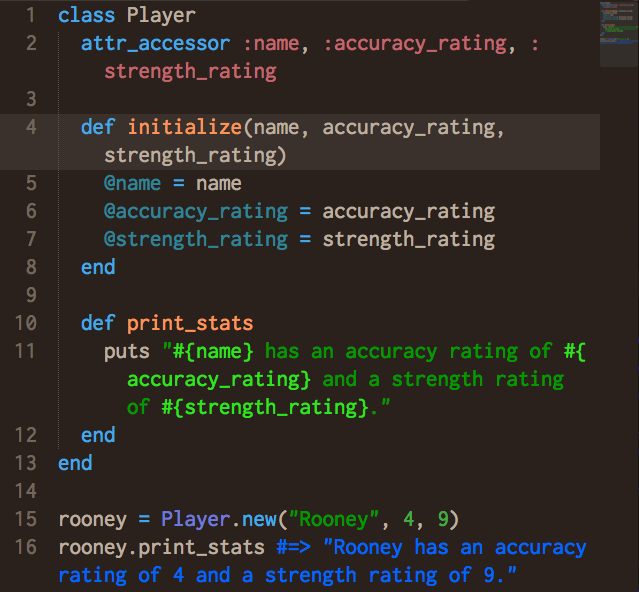 1 class Player
2 attr_accessor :name, :accuracy_rating, :
strength_rating
3
4 def initialize(name, accuracy_rating,
strength_rating)
5 @name = name
6 @accuracy_rating = accuracy_rating
7 @strength_rating = strength_rating
8 end
9
10 def print_stats
11 puts "#{name} has an accuracy rating of #{
accuracy_rating} and a strength rating
of #{strength_rating}."
12 end
13 end
14
15 rooney = Player.new("Rooney", 4, 9)
16 rooney.print_stats #=> "Rooney has an accuracy
rating of 4 and a strength rating of 9."